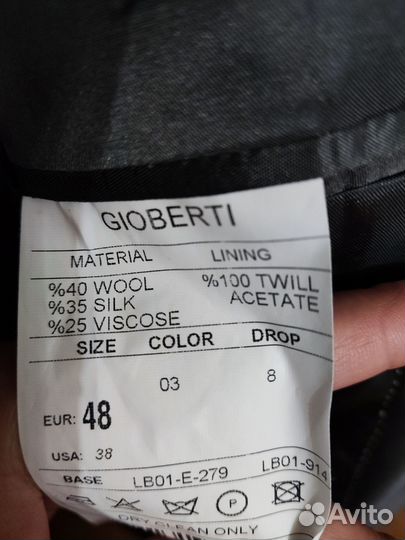 GIOBERTI
MATERIAL LINING
%40 WOOL %100 TWILL
%35 SILK ACETATE
%25 VISCOSE
SIZE COLOR DROP
03 8
EUR: 48
USA: 38
BASE LB01-E-279 LB01-914
P
DRY CLEAN ONLY
Avito